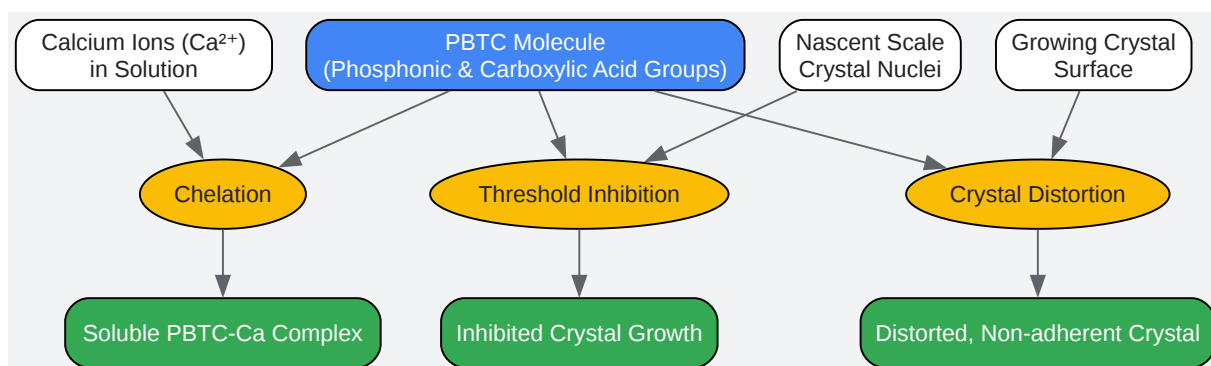 Calcium Ions (Ca²⁺)
in Solution
PBTC Molecule
(Phosphonic & Carboxylic Acid Groups)
Nascent Scale
Crystal Nuclei
Growing Crystal
Surface
Chelation
Threshold Inhibition
Crystal Distortion
Soluble PBTC-Ca Complex
Inhibited Crystal Growth
Distorted, Non-adherent Crystal